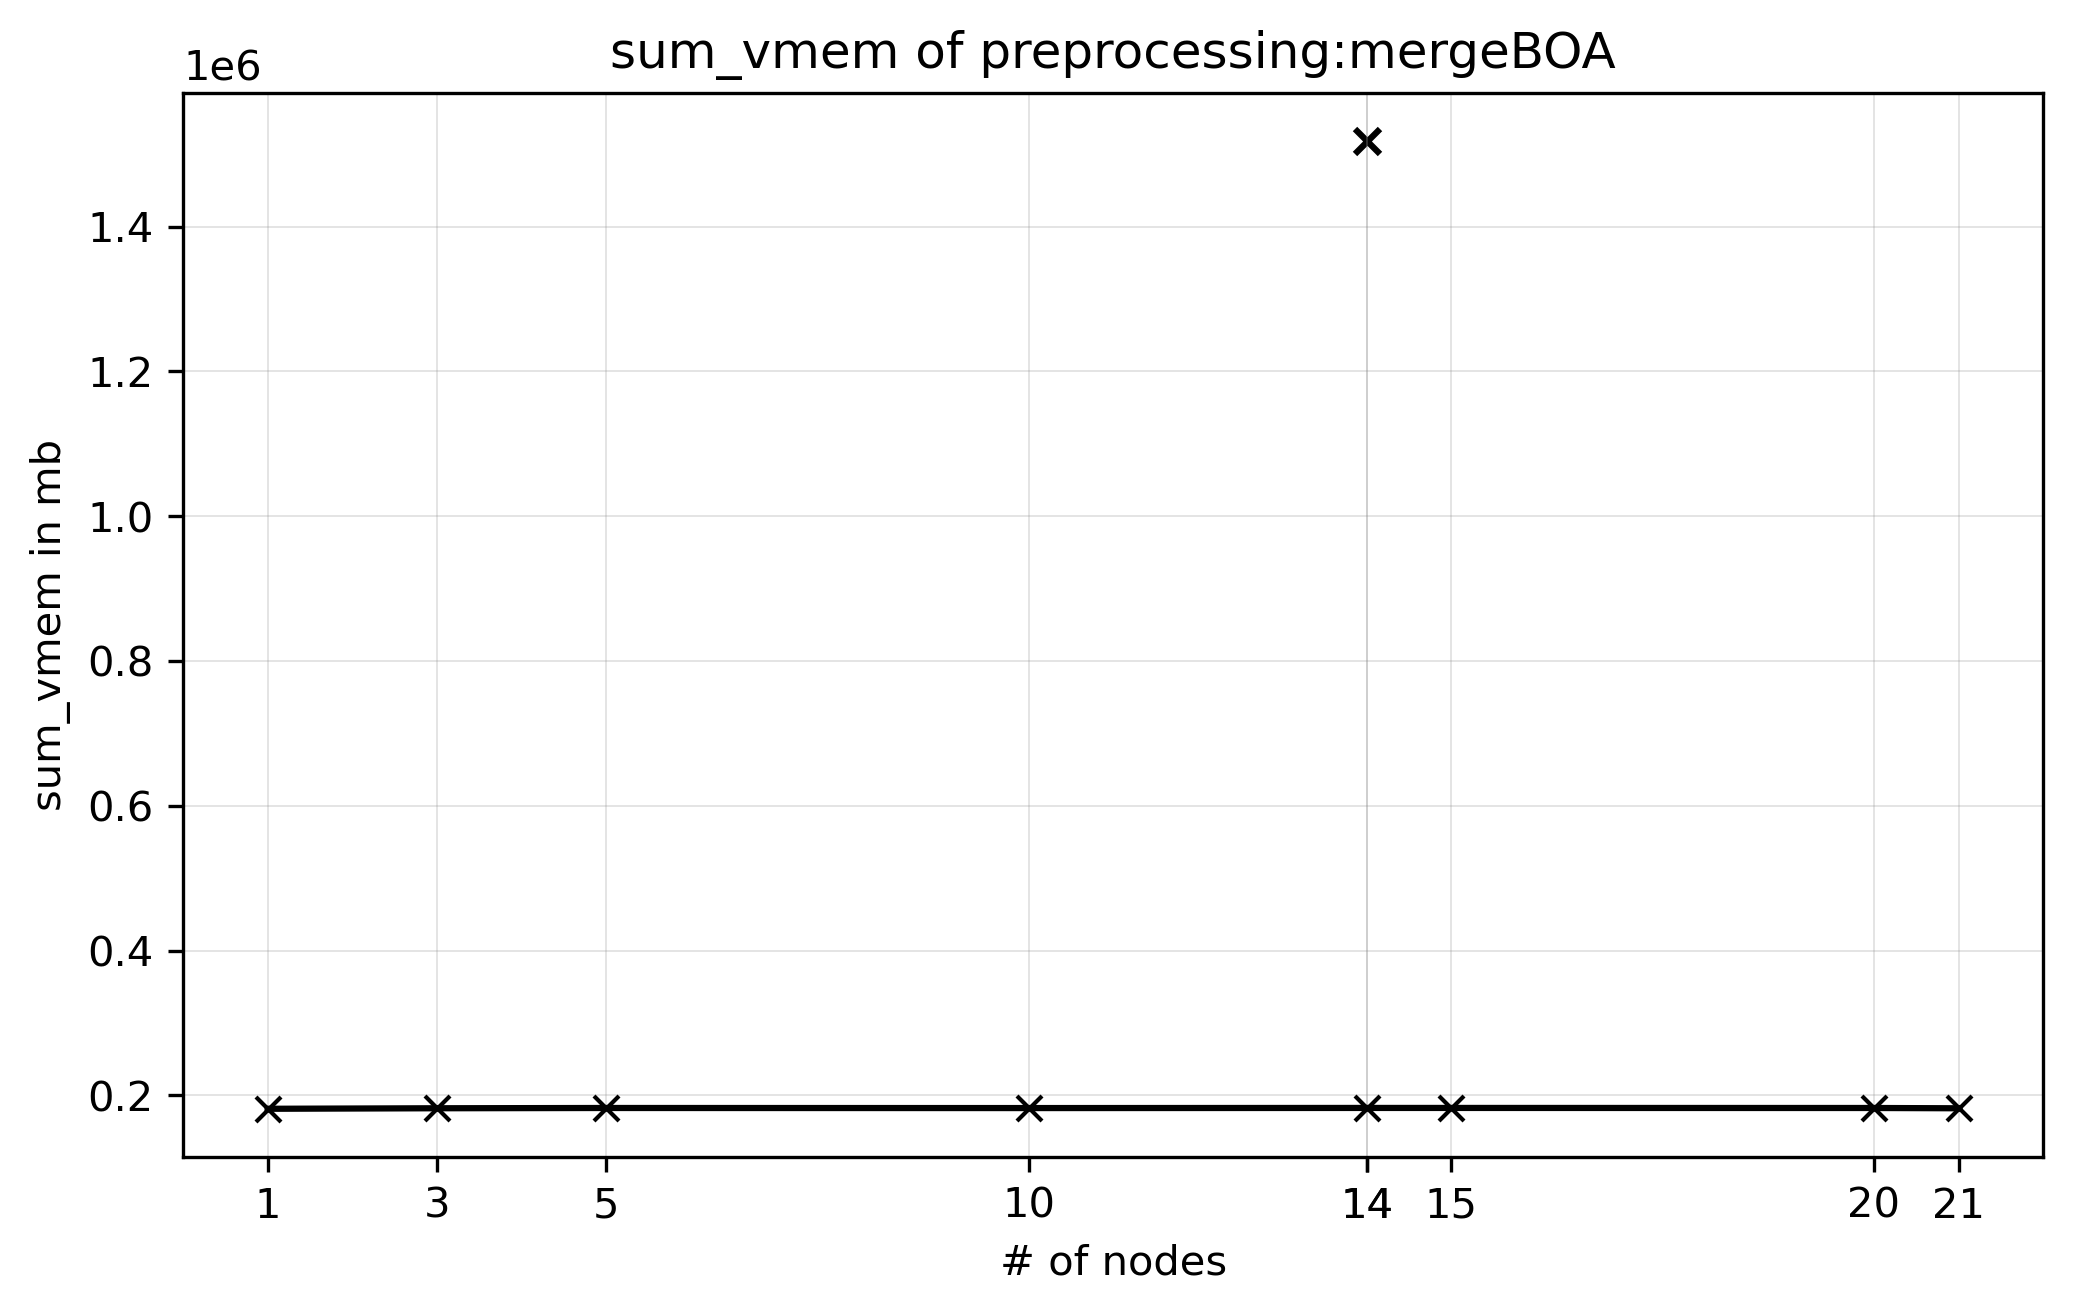 sum_vmem of preprocessing:mergeBOA
1e6
1.4
1.2
1.0
0.8
0.6
0.4
0.2
sum_vmem in mb
1 3 5 10 14 15 20 21
# of nodes